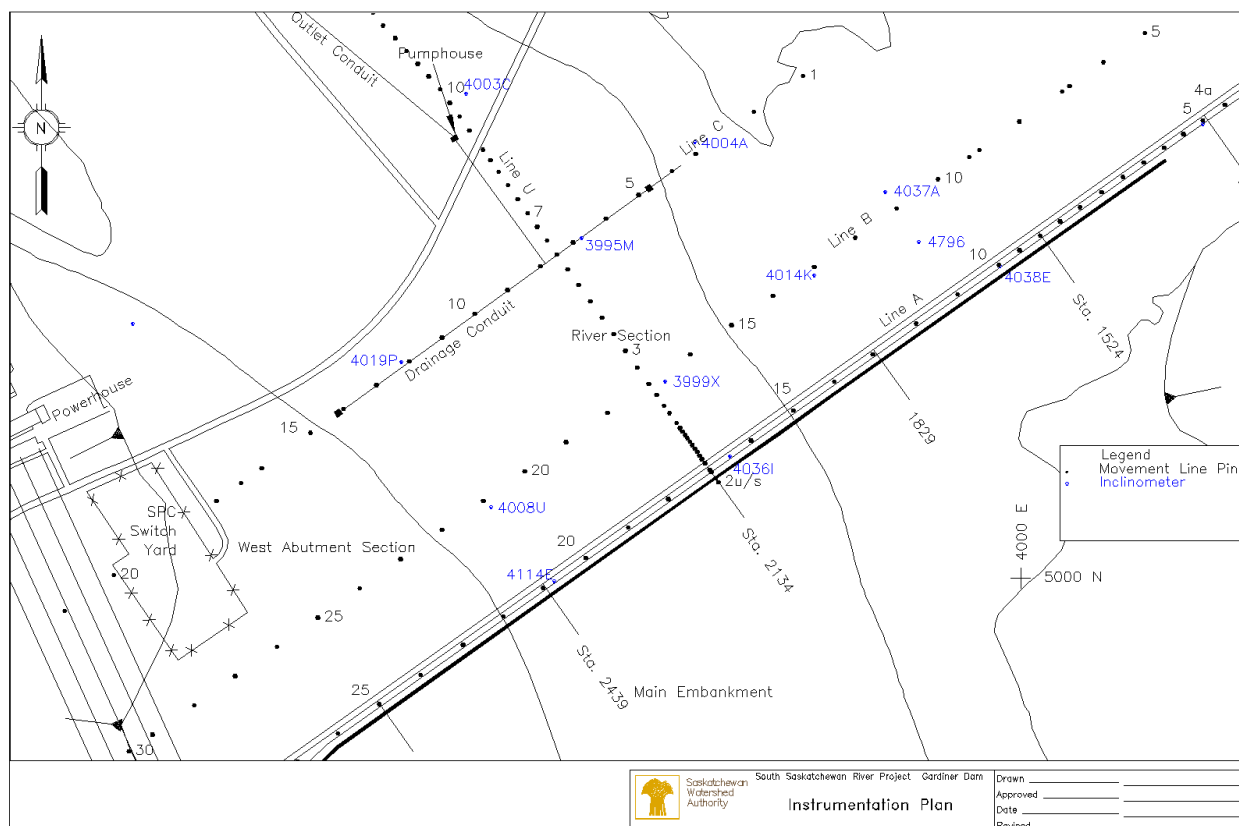 Outlet Conduit
Pumphouse
10
4003C
N
Line U
7
5
Line C
4004A
1
5
4a
5
4037A
10
Line B
4796
3995M
4014K
10
4038E
Line A
Sta. 1524
10
Drainage Conduit
4019P
River Section
3
15
3999X
15
1829
Powerhouse
15
20
4036I
2u/s
4008U
SPC
Switch
Yard
West Abutment Section
20
20
4114E
Sta. 2134
25
Sta. 2439
Main Embankment
25
30
Legend
Movement Line Pin
Inclinometer
4000 E
5000 N
Saskatchewan
Watershed
Authority
South Saskatchewan River Project Gardiner Dam
Instrumentation Plan
Drawn
Approved
Date
Revised